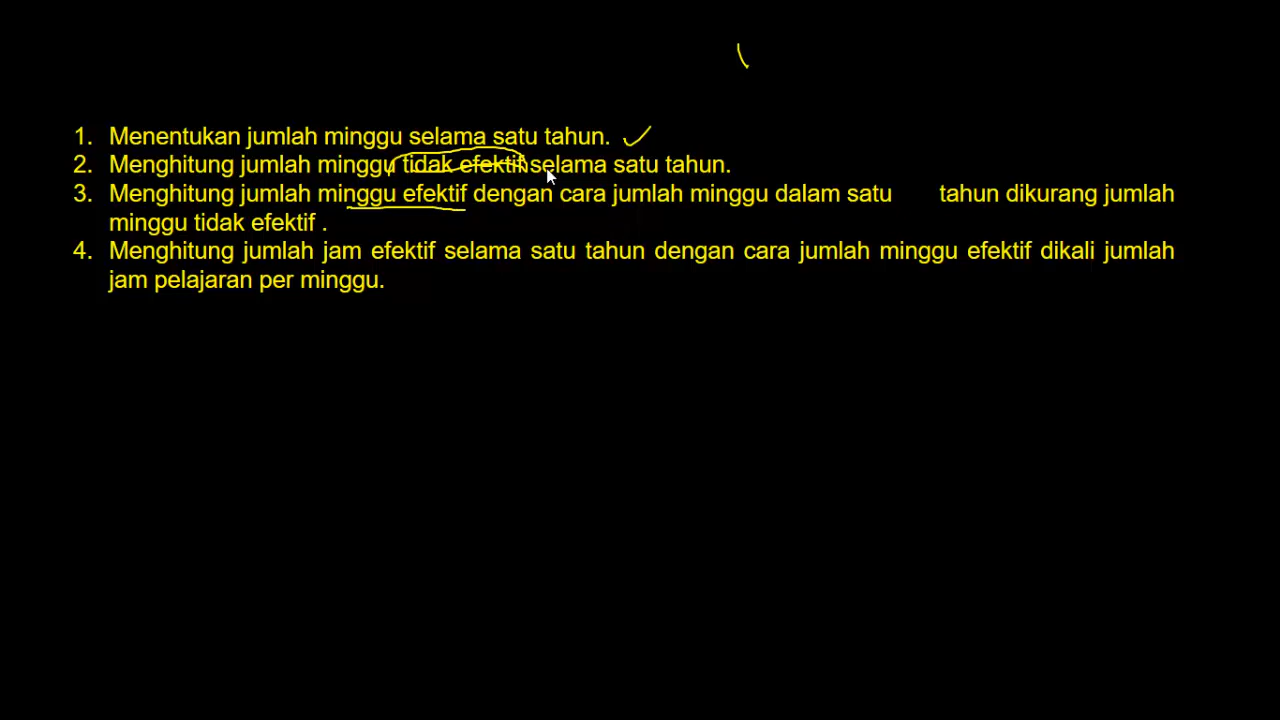 1. Menentukan jumlah minggu selama satu tahun.
2. Menghitung jumlah minggu tidak efektif selama satu tahun.
3. Menghitung jumlah minggu efektif dengan cara jumlah minggu dalam satu tahun dikurang jumlah
minggu tidak efektif .
4. Menghitung jumlah jam efektif selama satu tahun dengan cara jumlah minggu efektif dikali jumlah
jam pelajaran per minggu.